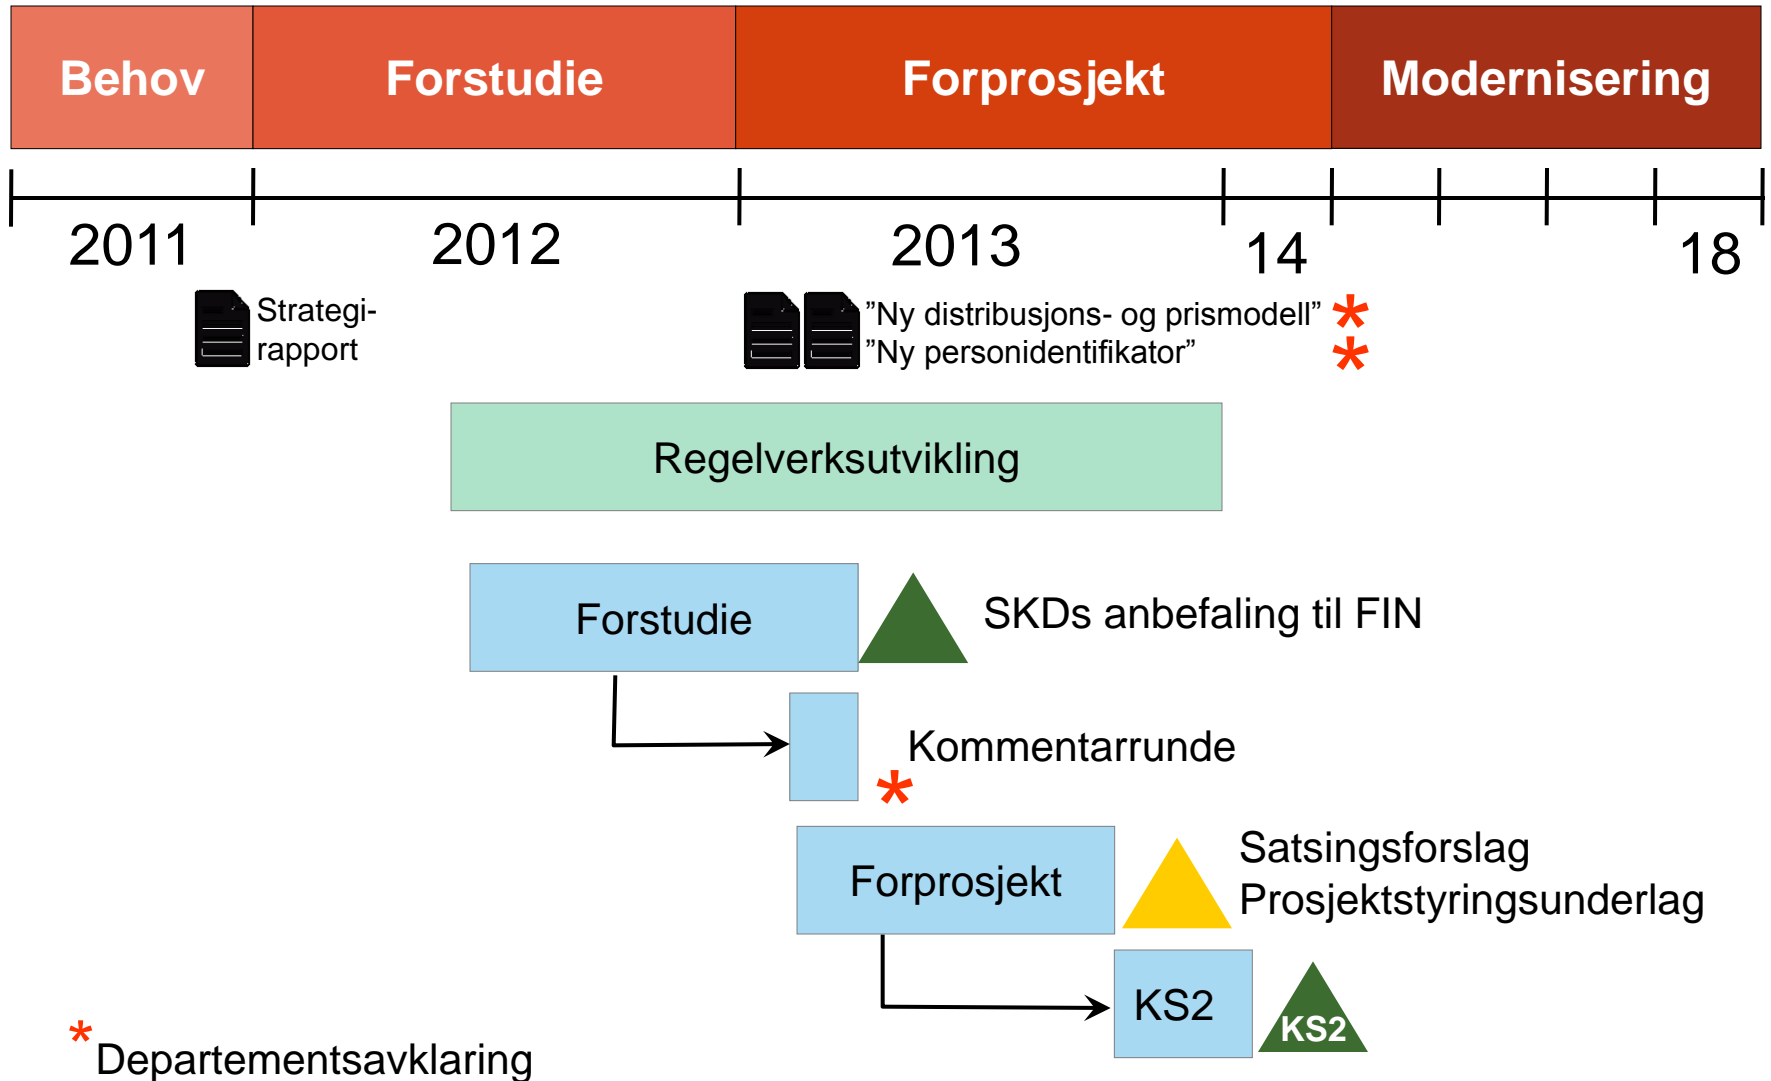 Behov
Forstudie
Forprosjekt
Modernisering
2011
2012
2013
14
18
Strategi-
rapport
”Ny distribusjons- og prismodell” *
”Ny personidentifikator” *
Regelverksutvikling
Forstudie
SKDs anbefaling til FIN
Kommentarrunde
*
Forprosjekt
Satsingsforslag
Prosjektstyringsunderlag
KS2
KS2
* Departementsavklaring